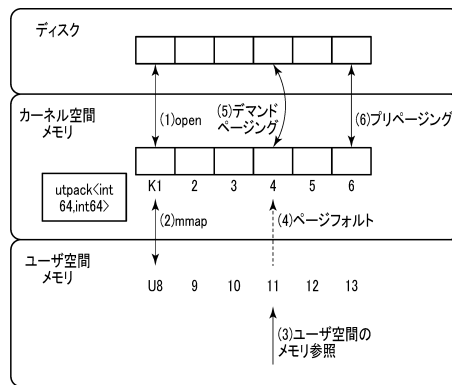 ディスク
(1)open
(5)デマンド
ページング
(6)プリページング
カーネル空間
メモリ
utpack<int
64,int64>
K1 2 3 4 5 6
(2)mmap
(4)ページフォルト
ユーザ空間
メモリ
U8 9 10 11 12 13
(3)ユーザ空間の
メモリ参照